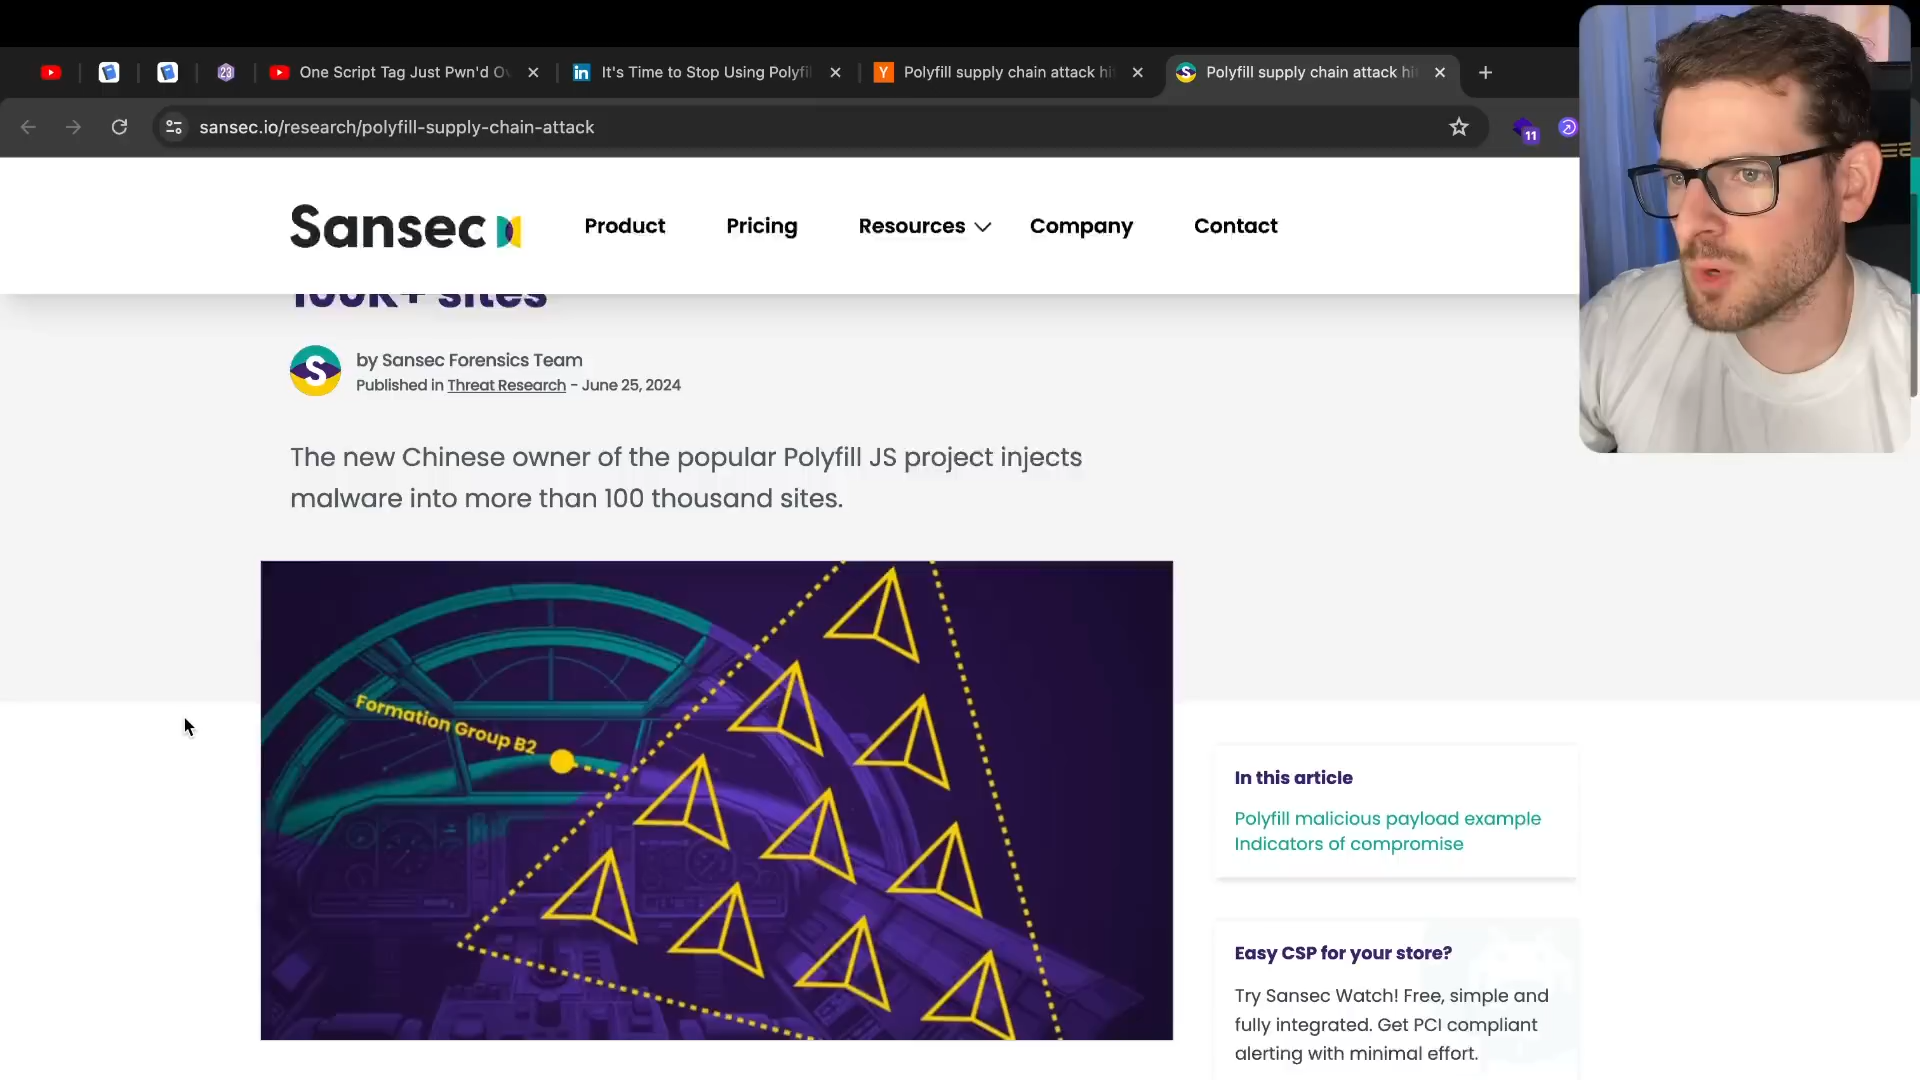 23
One Script Tag Just Pwn'd Ov
It's Time to Stop Using Polyfil
Polyfill supply chain attack hit
Polyfill supply chain attack hit
sansec.io/research/polyfill-supply-chain-attack
11
Sansec
Product
Pricing
Resources
Company
Contact
100K+ sites
by Sansec Forensics Team
Published in Threat Research - June 25, 2024
The new Chinese owner of the popular Polyfill JS project injects
malware into more than 100 thousand sites.
Formation Group B2
In this article
Polyfill malicious payload example
Indicators of compromise
Easy CSP for your store?
Try Sansec Watch! Free, simple and
fully integrated. Get PCI compliant
alerting with minimal effort.